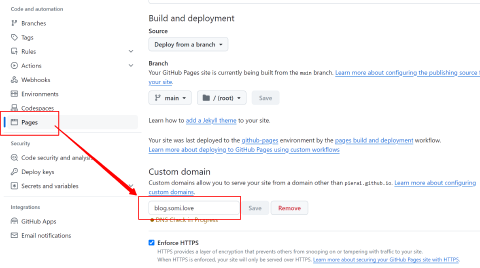 Code and automation
Branches
Tags
Rules
Actions
Webhooks
Environments
Codespaces
Pages
Security
Code security and analysis
Deploy keys
Secrets and variables
Integrations
GitHub Apps
Email notifications
Build and deployment
Source
Deploy from a branch
Branch
Your GitHub Pages site is currently being built from the main branch. Learn more about configuring the publishing source
your site.
main
/ (root)
Save
Learn how to add a Jekyll theme to your site.
Your site was last deployed to the github-pages environment by the pages build and deployment workflow.
Learn more about deploying to GitHub Pages using custom workflows
Custom domain
Custom domains allow you to serve your site from a domain other than .github.io. Learn more about configuring
custom domains.
blog.somi.love
Save
Remove
DNS Check in Progress
Enforce HTTPS
HTTPS provides a layer of encryption that prevents others from snooping on or tampering with traffic to your site.
When HTTPS is enforced, your site will only be served over HTTPS. Learn more about securing your GitHub Pages site with HTTPS.